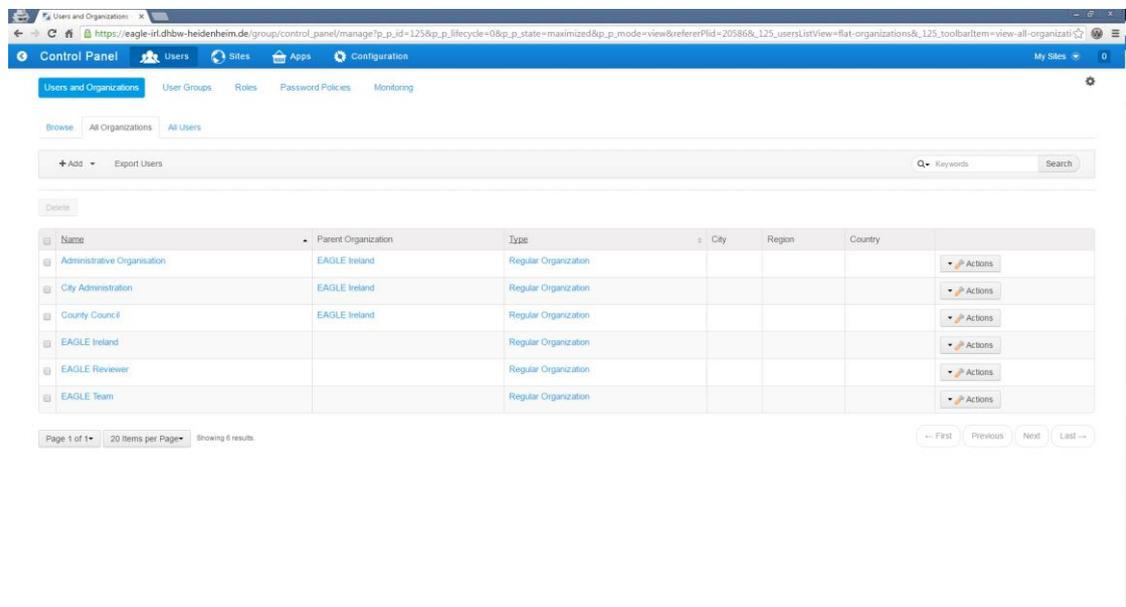 Users and Organizations
https://eagle-irl.dhbw-heidenheim.de/group/control_panel/manage?p_p_id=125&p_p_lifecycle=0&p_p_state=maximized&p_p_mode=view&refererPlid=20586&_125_usersListView=flat-organizations&_125_toolbarItem=view-all-organizati
Control Panel Users Sites Apps Configuration My Sites 0
Users and Organizations User Groups Roles Password Policies Monitoring
Browse All Organizations All Users
+ Add Export Users Keywords Search
Delete
Name Parent Organization Type City Region Country
Administrative Organisation EAGLE Ireland Regular Organization Actions
City Administration EAGLE Ireland Regular Organization Actions
County Council EAGLE Ireland Regular Organization Actions
EAGLE Ireland Regular Organization Actions
EAGLE Reviewer Regular Organization Actions
EAGLE Team Regular Organization Actions
Page 1 of 1 20 Items per Page Showing 6 results. ← First Previous Next Last →